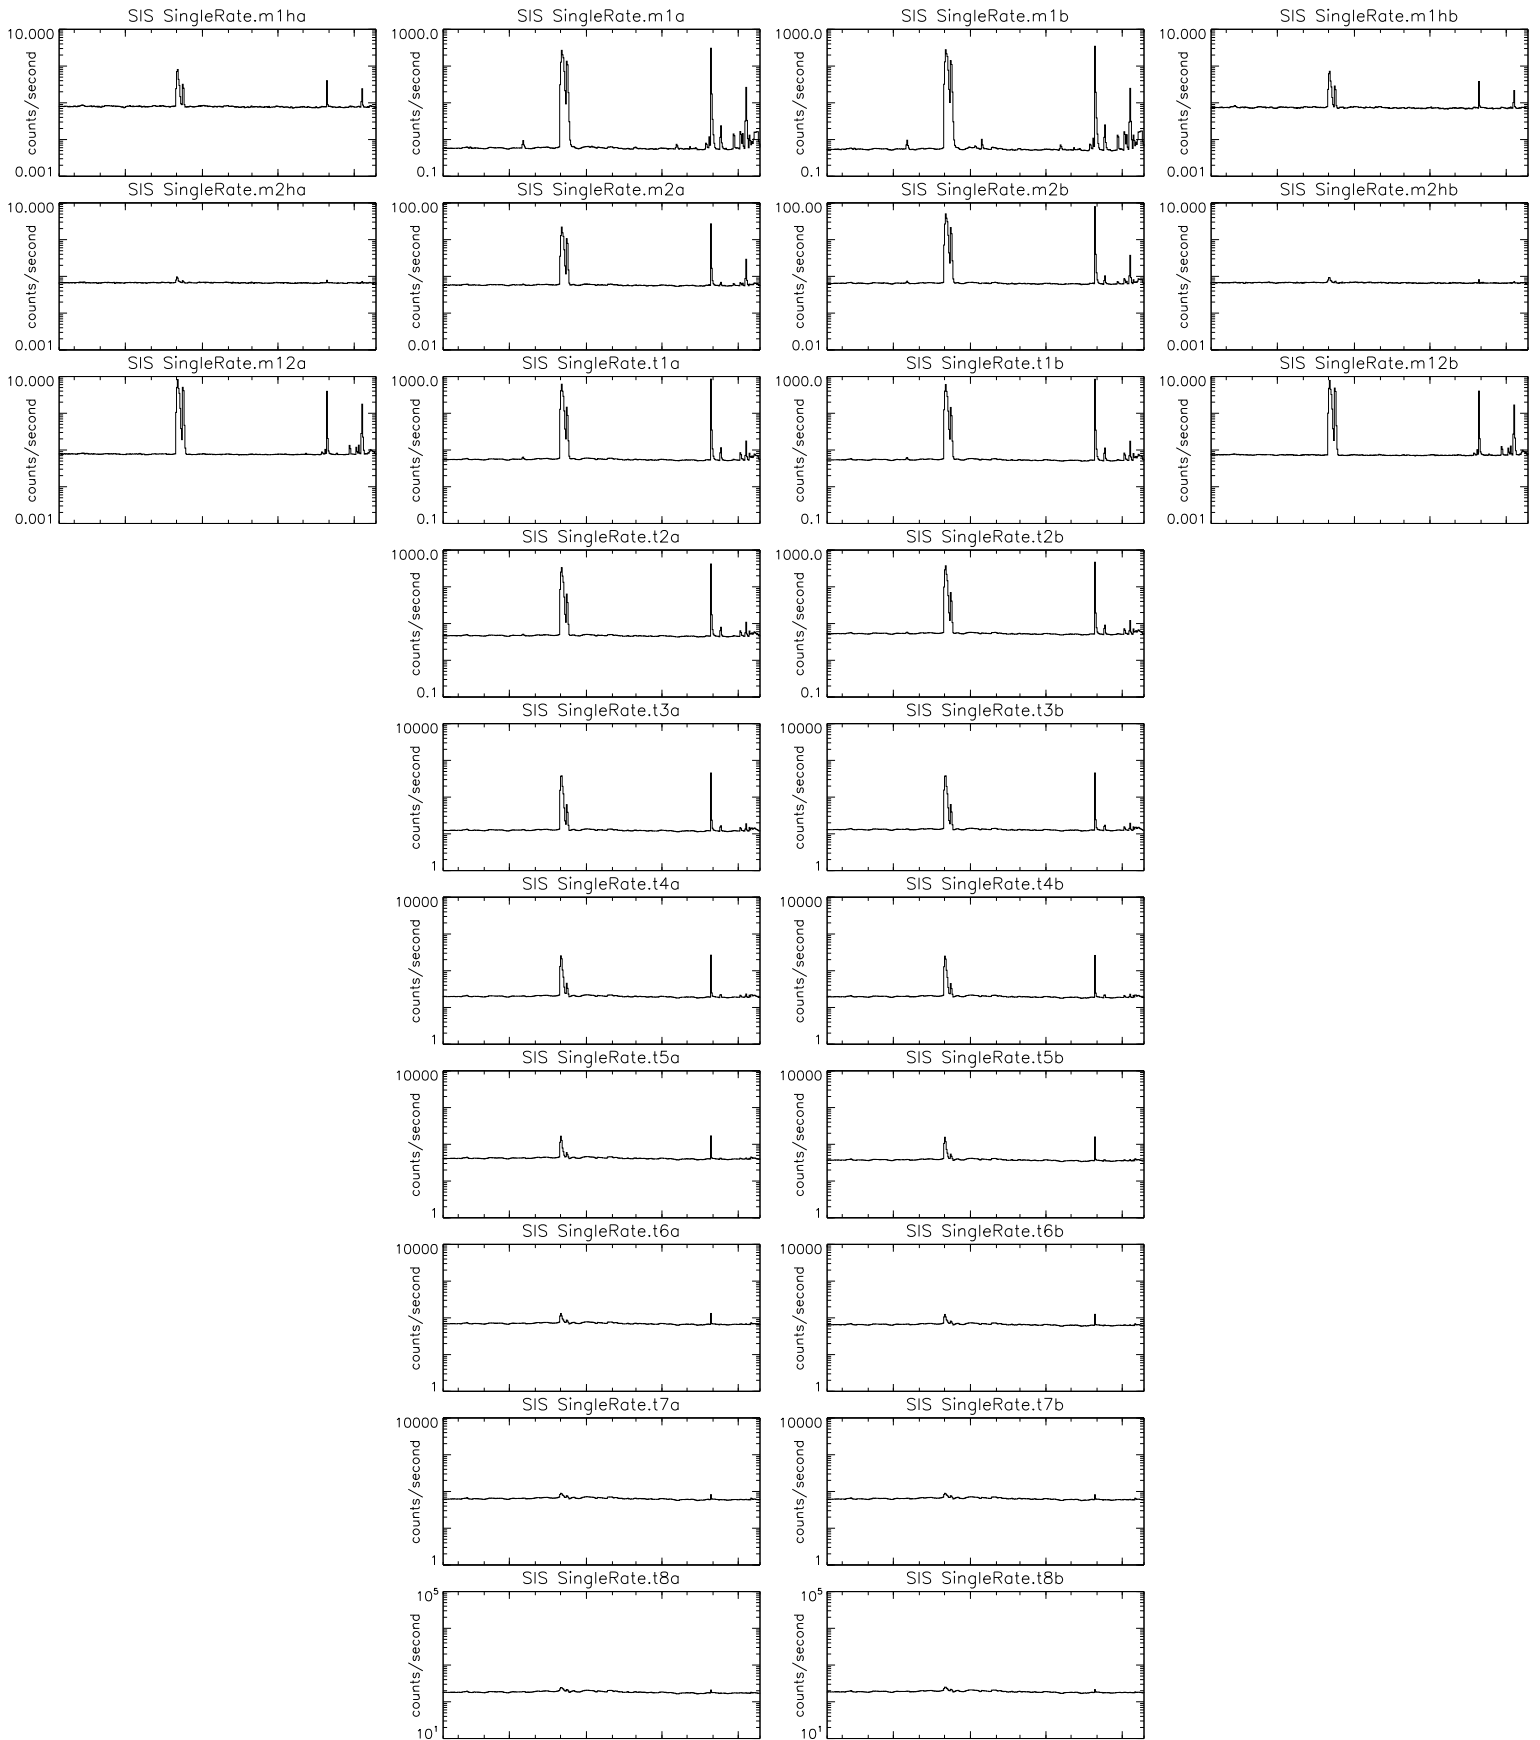 SIS SingleRate.m1ha
10.000
counts/second
0.001
SIS SingleRate.m1a
1000.0
counts/second
0.1
SIS SingleRate.m1b
1000.0
counts/second
0.1
SIS SingleRate.m1hb
10.000
counts/second
0.001
SIS SingleRate.m2ha
10.000
counts/second
0.001
SIS SingleRate.m2a
100.00
counts/second
0.01
SIS SingleRate.m2b
100.00
counts/second
0.01
SIS SingleRate.m2hb
10.000
counts/second
0.001
SIS SingleRate.m12a
10.000
counts/second
0.001
SIS SingleRate.t1a
1000.0
counts/second
0.1
SIS SingleRate.t1b
1000.0
counts/second
0.1
SIS SingleRate.m12b
10.000
counts/second
0.001
SIS SingleRate.t2a
1000.0
counts/second
0.1
SIS SingleRate.t2b
1000.0
counts/second
0.1
SIS SingleRate.t3a
10000
counts/second
1
SIS SingleRate.t3b
10000
counts/second
1
SIS SingleRate.t4a
10000
counts/second
1
SIS SingleRate.t4b
10000
counts/second
1
SIS SingleRate.t5a
10000
counts/second
1
SIS SingleRate.t5b
10000
counts/second
1
SIS SingleRate.t6a
10000
counts/second
1
SIS SingleRate.t6b
10000
counts/second
1
SIS SingleRate.t7a
10000
counts/second
1
SIS SingleRate.t7b
10000
counts/second
1
SIS SingleRate.t8a
10⁵
counts/second
10¹
SIS SingleRate.t8b
10⁵
counts/second
10¹